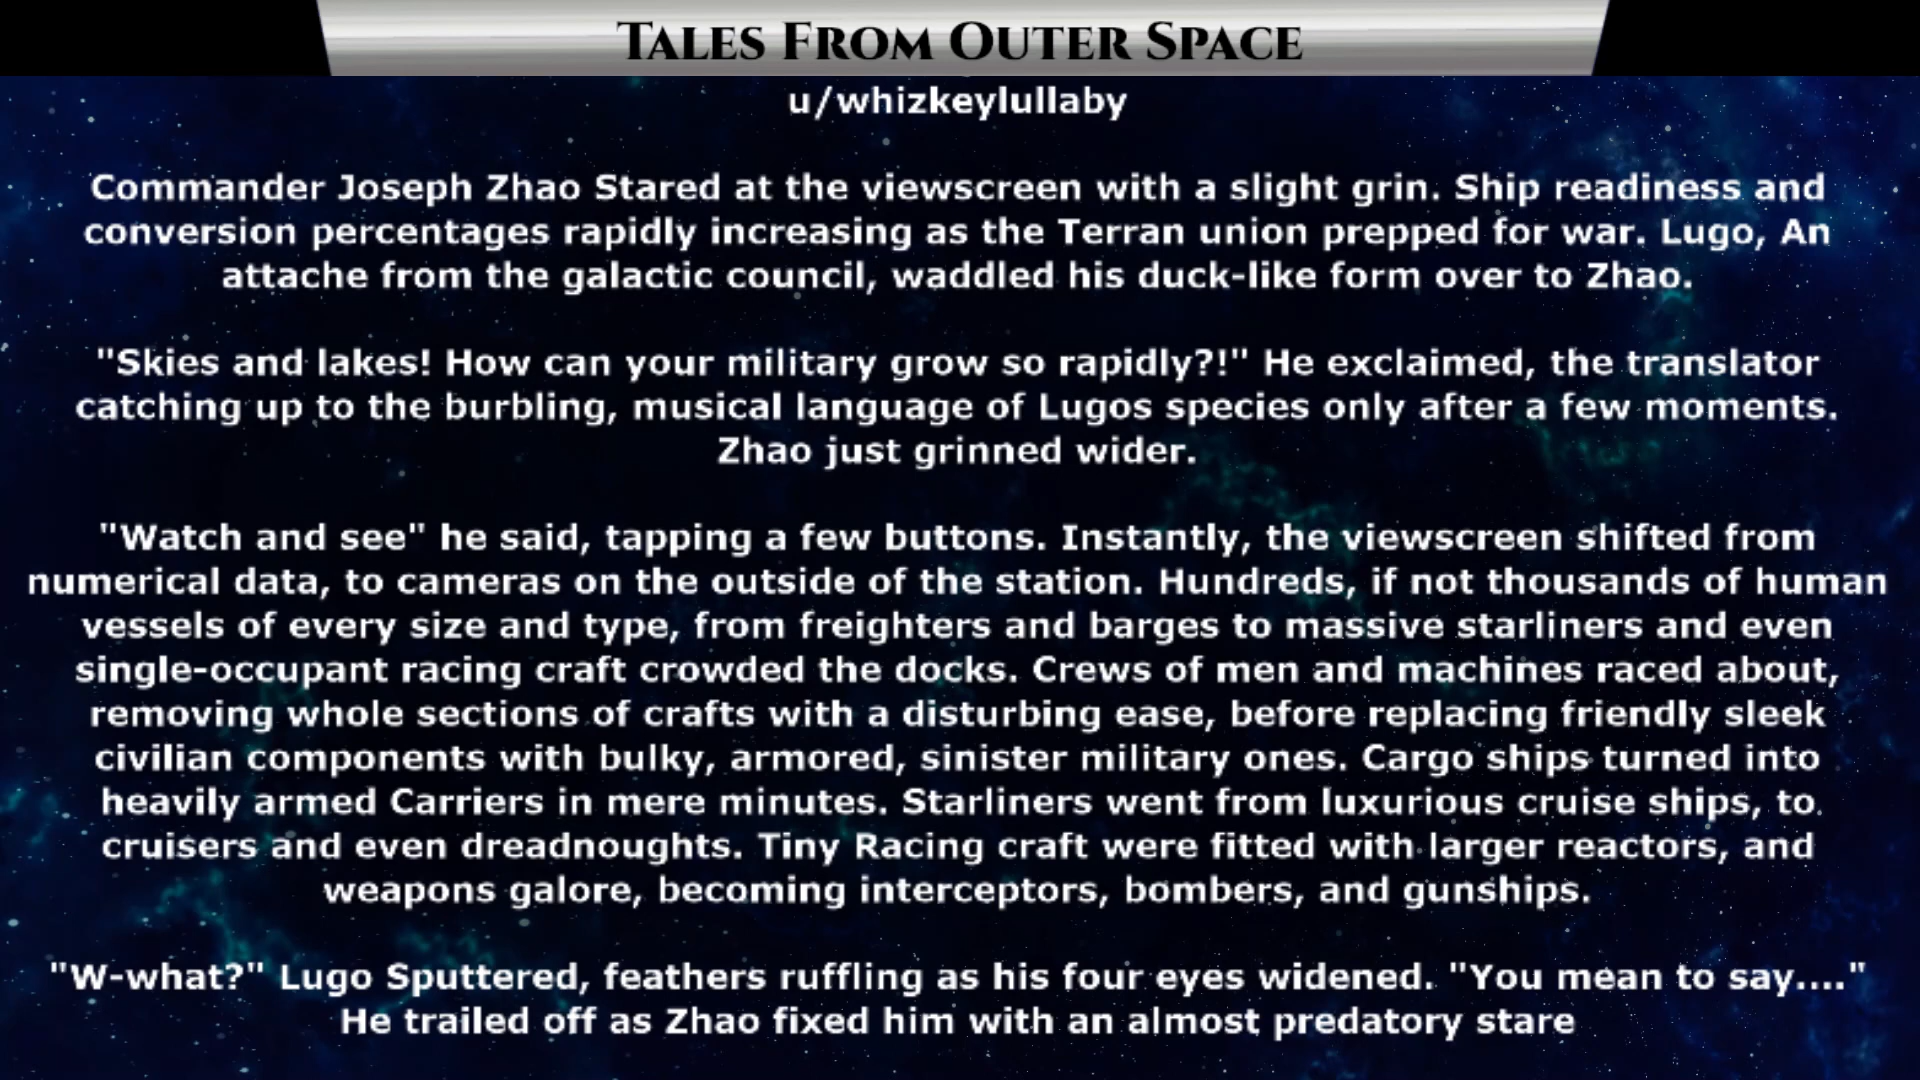 Tales From Outer Space
u/whizkeylullaby
Commander Joseph Zhao Stared at the viewscreen with a slight grin. Ship readiness and
conversion percentages rapidly increasing as the Terran union prepped for war. Lugo, An
attache from the galactic council, waddled his duck-like form over to Zhao.
"Skies and lakes! How can your military grow so rapidly?!" He exclaimed, the translator
catching up to the burbling, musical language of Lugos species only after a few moments.
Zhao just grinned wider.
"Watch and see" he said, tapping a few buttons. Instantly, the viewscreen shifted from
numerical data, to cameras on the outside of the station. Hundreds, if not thousands of human
vessels of every size and type, from freighters and barges to massive starliners and even
single-occupant racing craft crowded the docks. Crews of men and machines raced about,
removing whole sections of crafts with a disturbing ease, before replacing friendly sleek
civilian components with bulky, armored, sinister military ones. Cargo ships turned into
heavily armed Carriers in mere minutes. Starliners went from luxurious cruise ships, to
cruisers and even dreadnoughts. Tiny Racing craft were fitted with larger reactors, and
weapons galore, becoming interceptors, bombers, and gunships.
"W-what?" Lugo Sputtered, feathers ruffling as his four eyes widened. "You mean to say...."
He trailed off as Zhao fixed him with an almost predatory stare